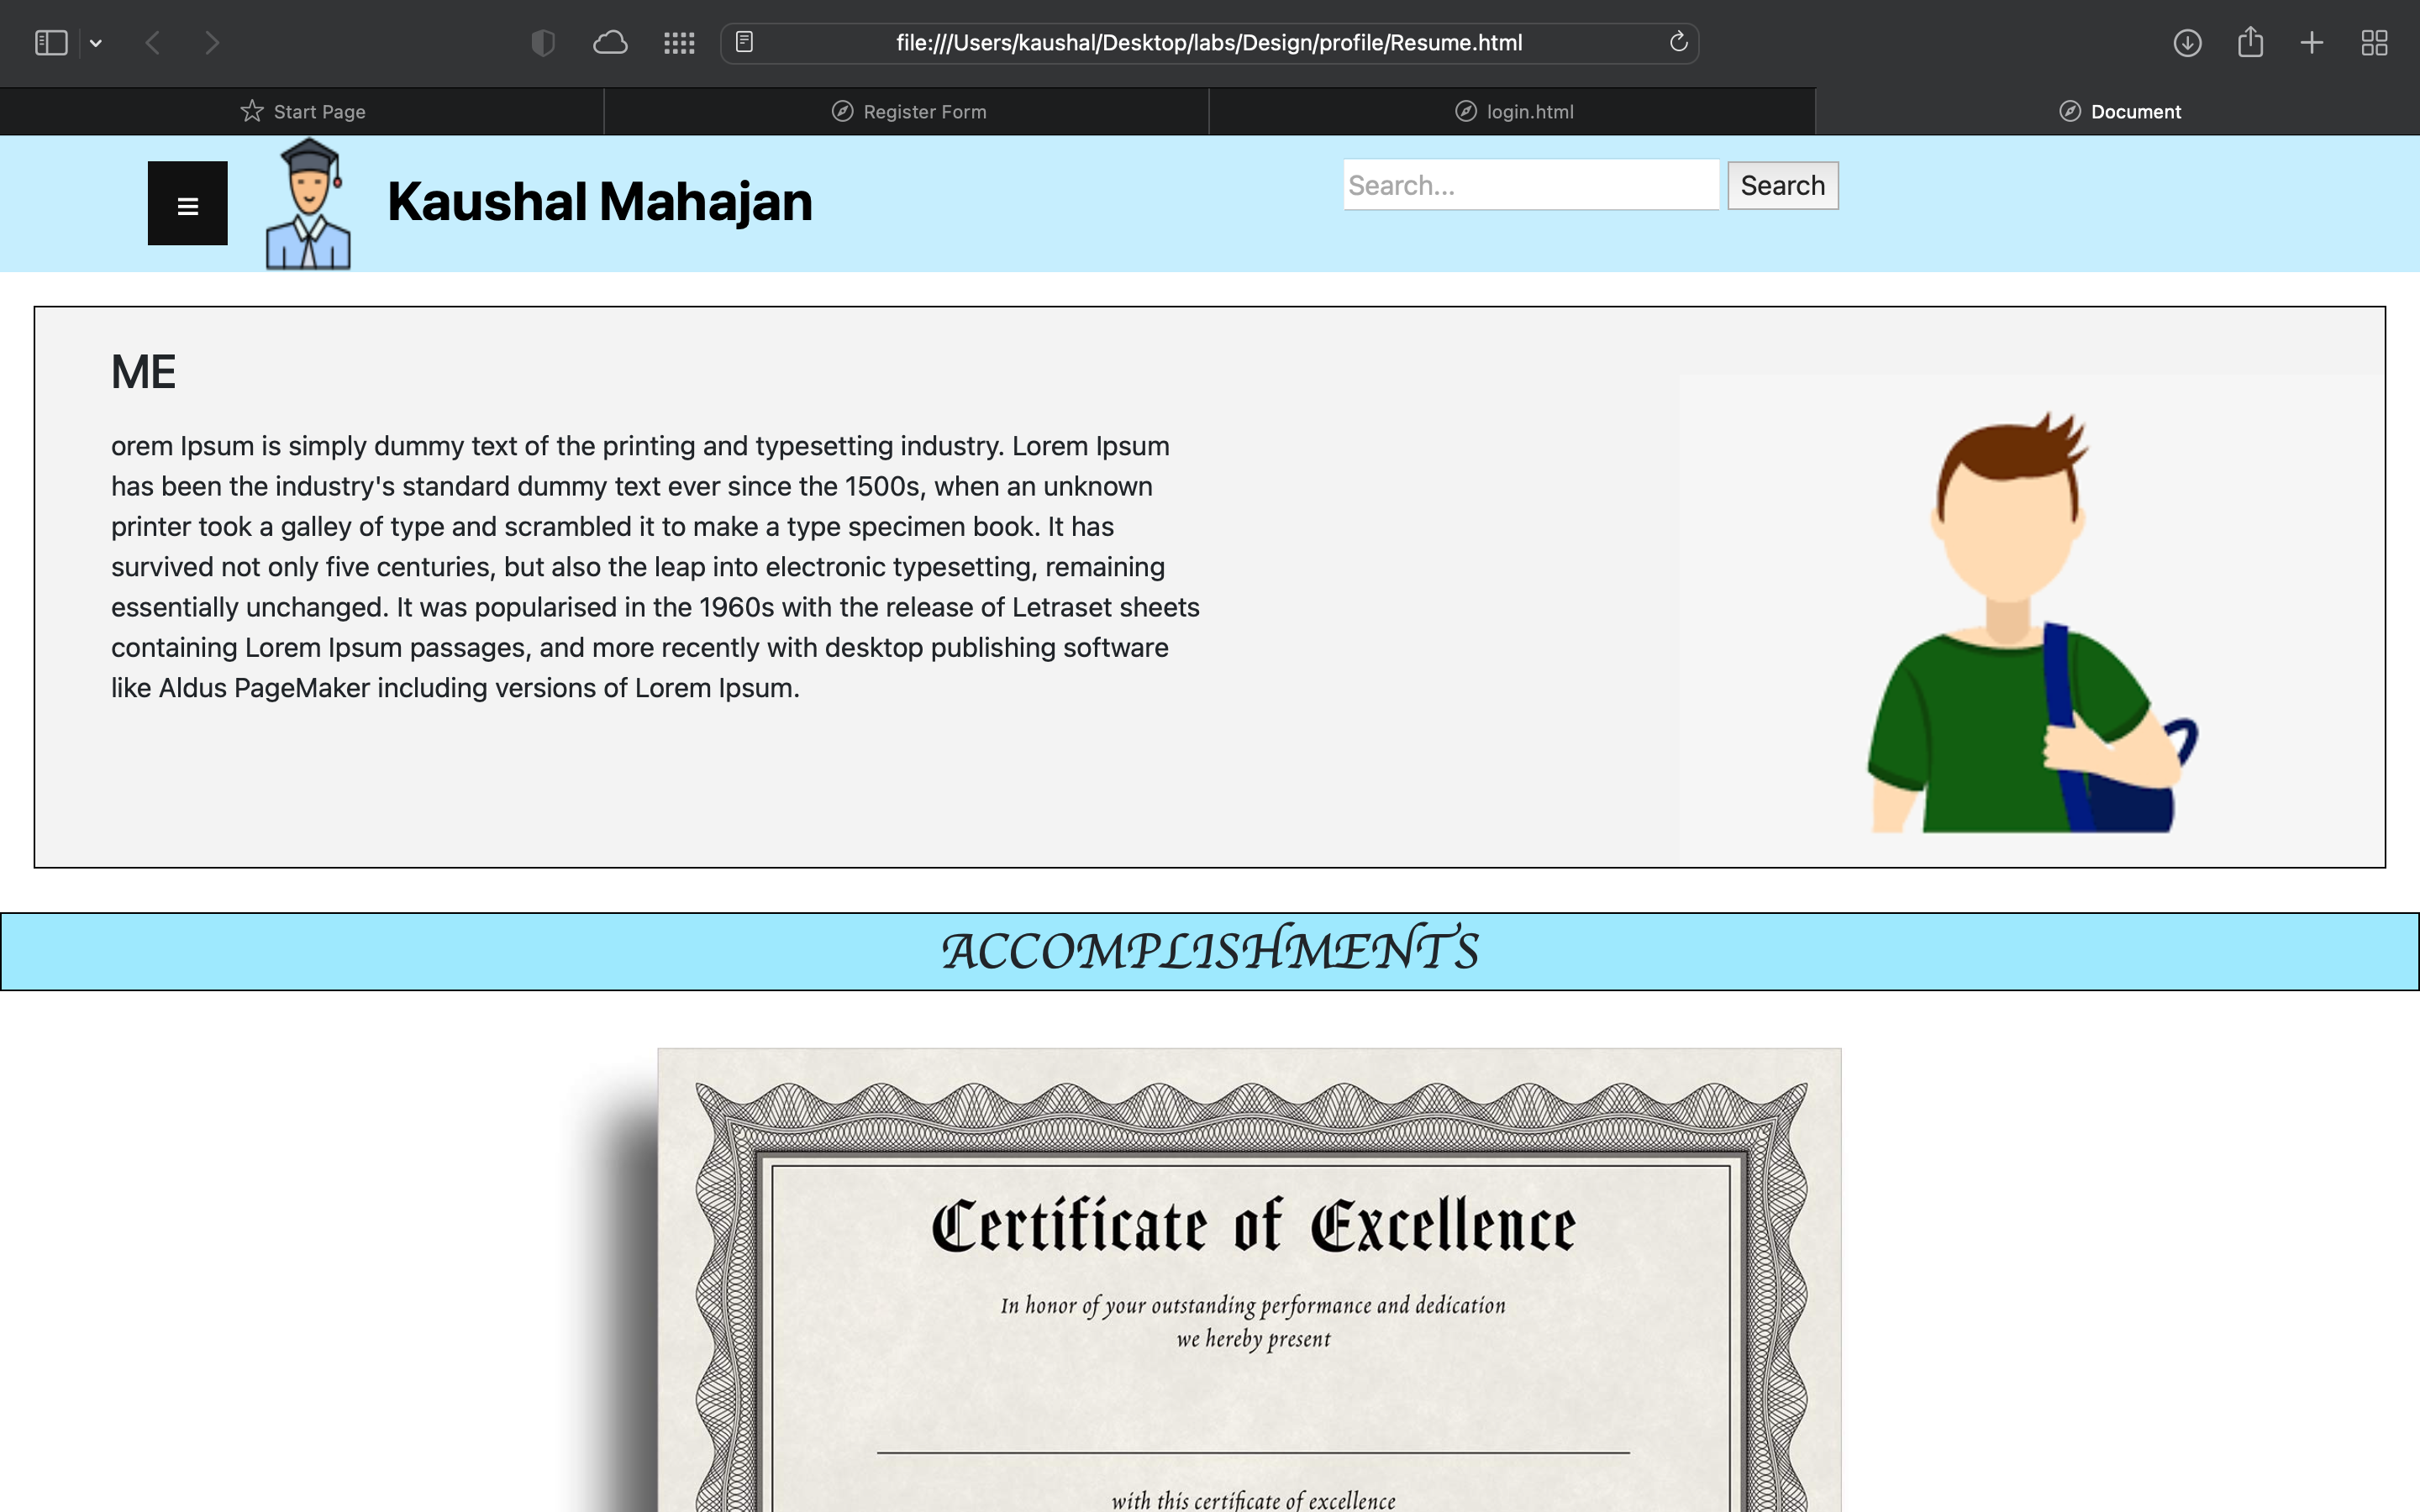 file:///Users/kaushal/Desktop/labs/Design/profile/Resume.html
Start Page
Register Form
login.html
Document
Kaushal Mahajan
Search...
Search
ME
orem Ipsum is simply dummy text of the printing and typesetting industry. Lorem Ipsum
has been the industry's standard dummy text ever since the 1500s, when an unknown
printer took a galley of type and scrambled it to make a type specimen book. It has
survived not only five centuries, but also the leap into electronic typesetting, remaining
essentially unchanged. It was popularised in the 1960s with the release of Letraset sheets
containing Lorem Ipsum passages, and more recently with desktop publishing software
like Aldus PageMaker including versions of Lorem Ipsum.
ACCOMPLISHMENTS
Certificate of Excellence
In honor of your outstanding performance and dedication
we hereby present
with this certificate of excellence